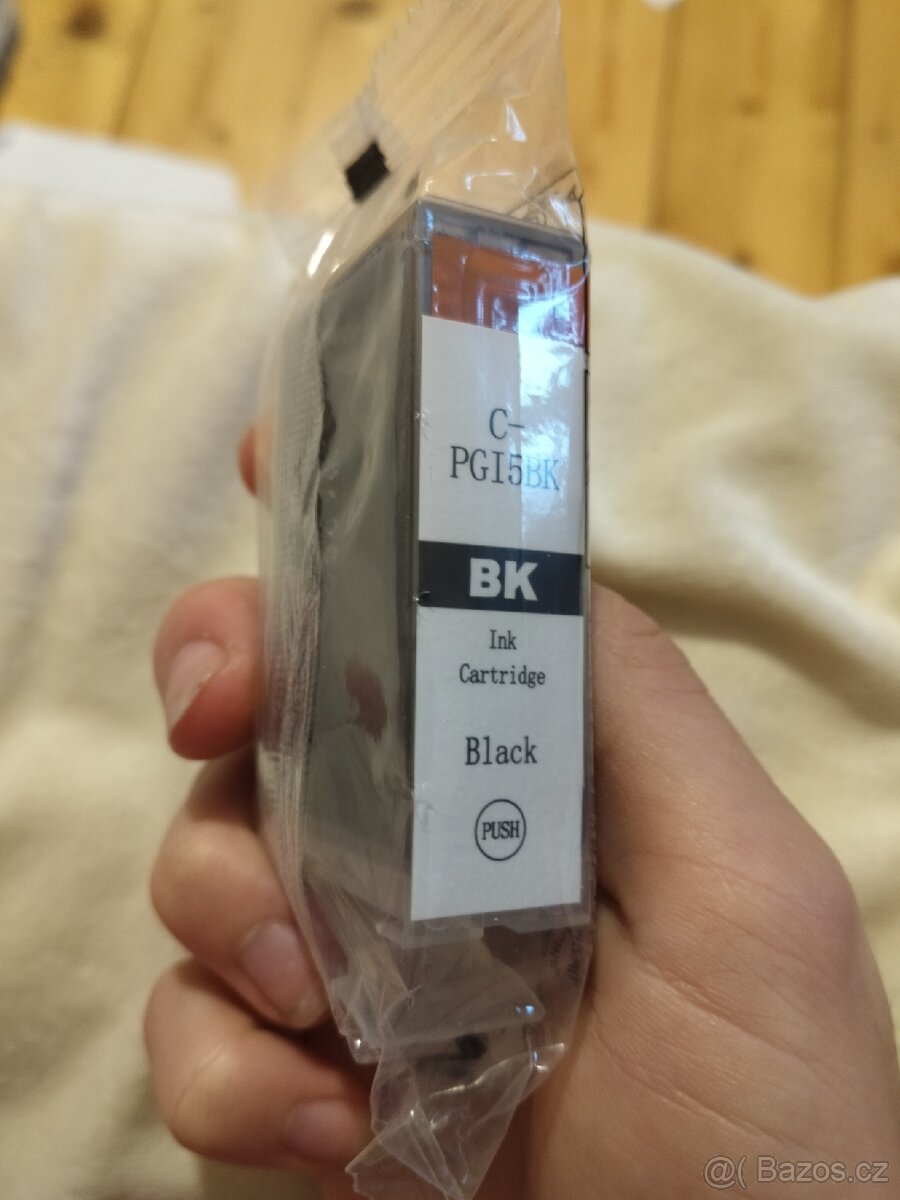 C-
PGI5BK
BK
Ink
Cartridge
Black
PUSH
@( Bazos.cz